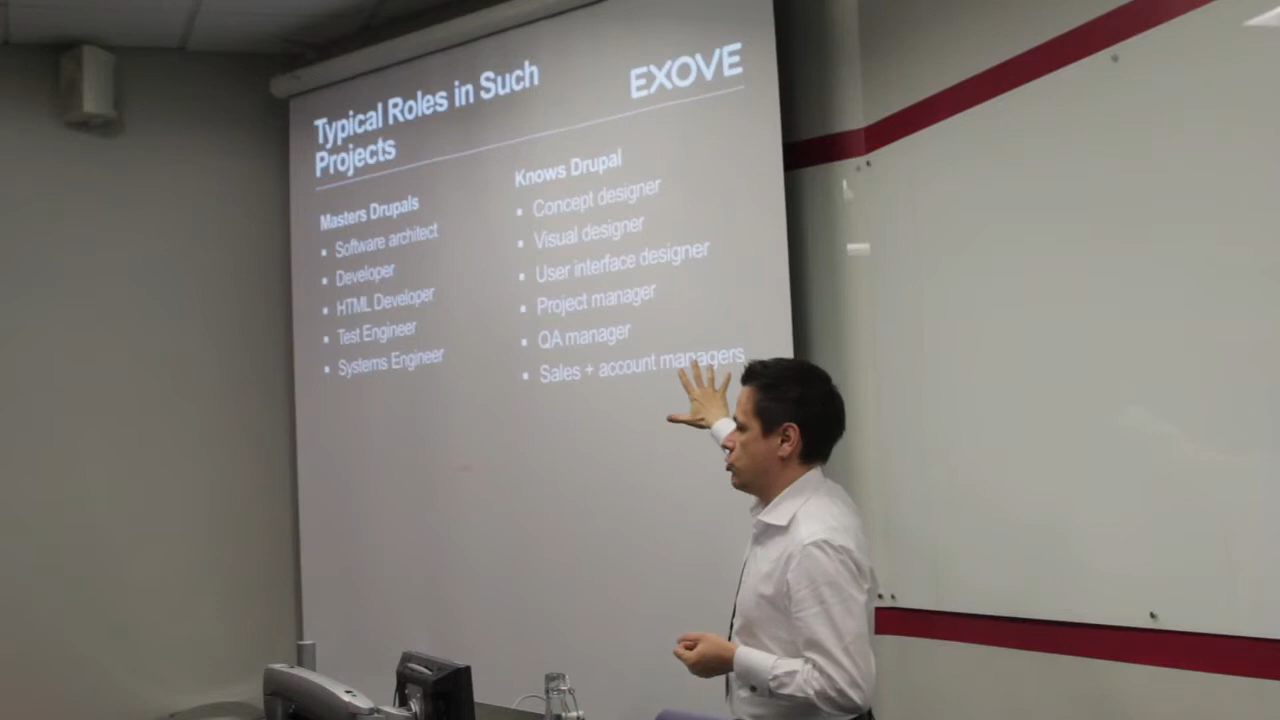 Typical Roles in Such
Projects
EXOVE
Masters Drupals
▪ Software architect
▪ Developer
▪ HTML Developer
▪ Test Engineer
▪ Systems Engineer
Knows Drupal
▪ Concept designer
▪ Visual designer
▪ User interface designer
▪ Project manager
▪ QA manager
▪ Sales + account managers